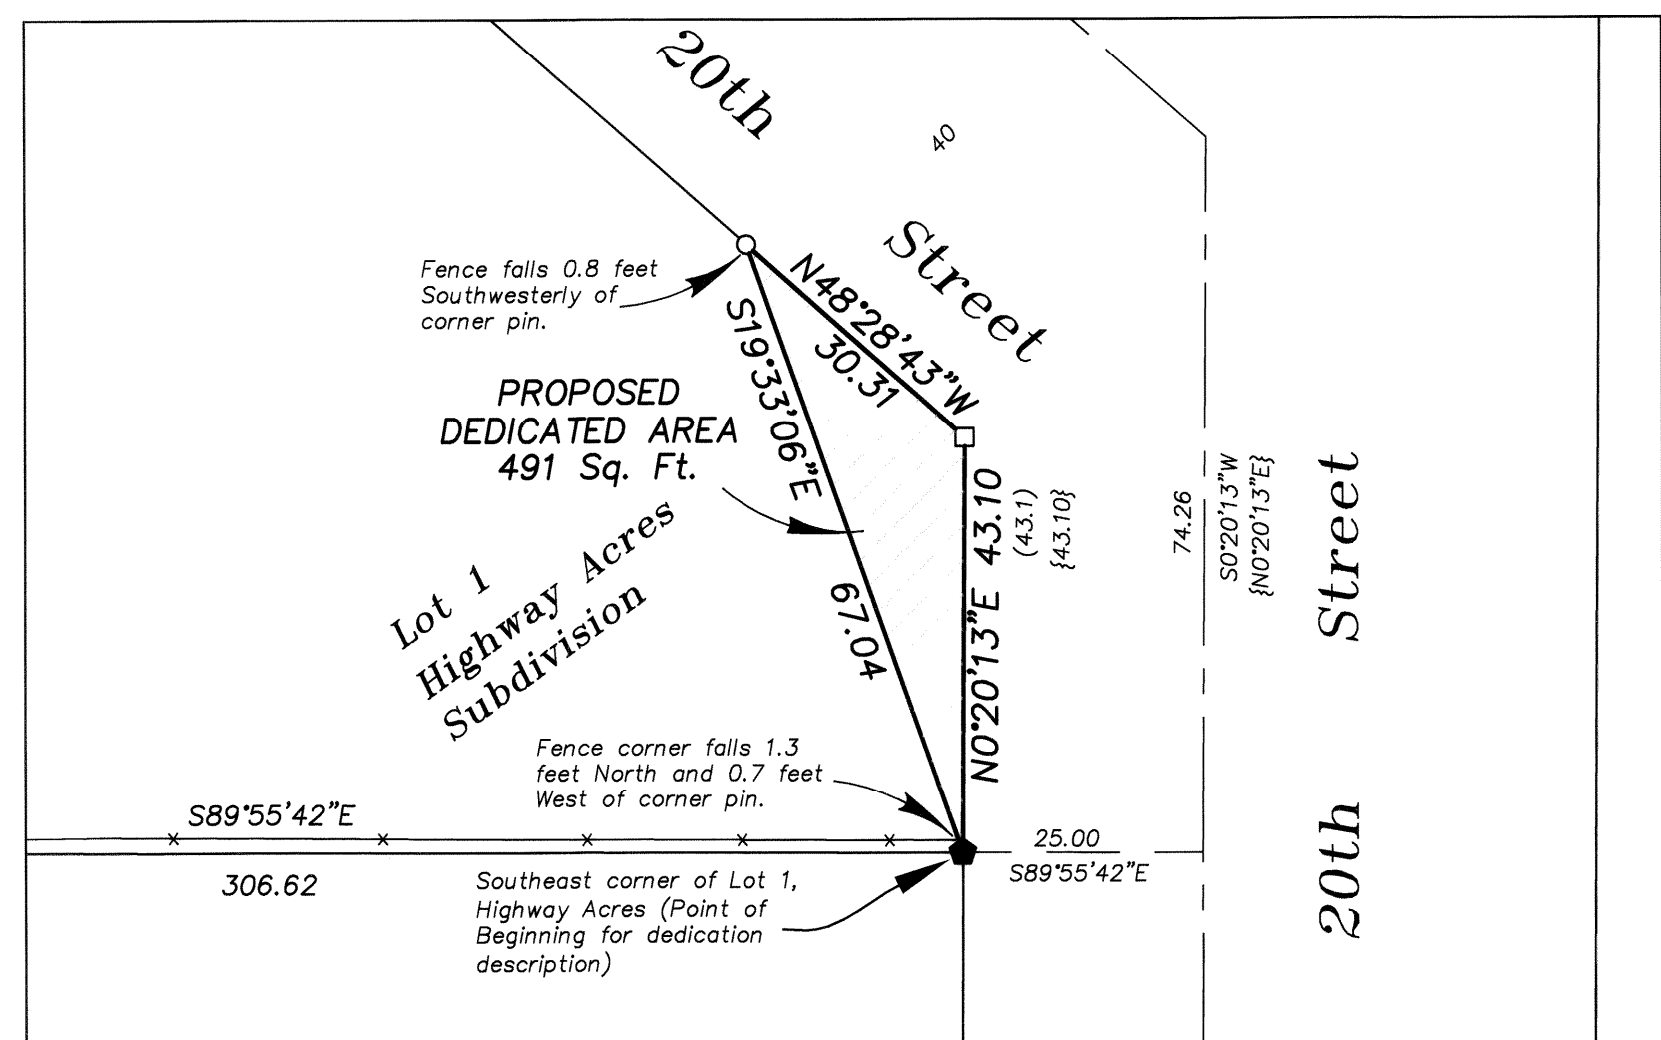 20th
Street
40
Fence falls 0.8 feet
Southwesterly of
corner pin.
N48°28'43"W
30.31
S19°33'06"E
67.04
PROPOSED
DEDICATED AREA
491 Sq. Ft.
N0°20'13"E 43.10
(43.1)
{43.10}
74.26
S0°20'13"W
{N0°20'13"E}
20th Street
Lot 1
Highway Acres
Subdivision
Fence corner falls 1.3
feet North and 0.7 feet
West of corner pin.
S89°55'42"E
306.62
25.00
S89°55'42"E
Southeast corner of Lot 1,
Highway Acres (Point of
Beginning for dedication
description)